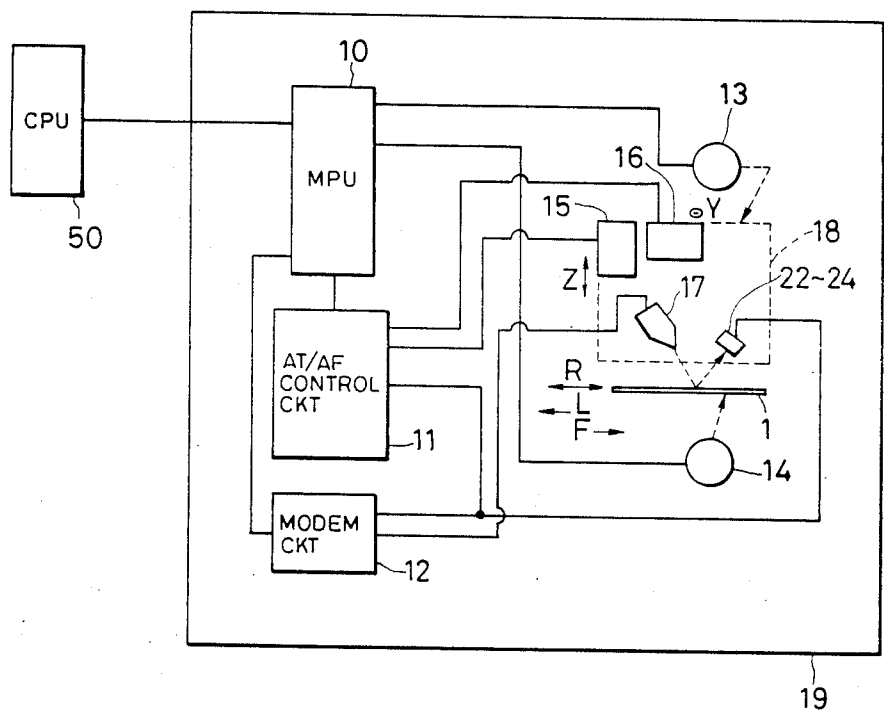 10
CPU
MPU
13
16
15
Y
50
18
Z
17
22~24
AT/AF
CONTROL
CKT
R
L
F
1
11
14
MODEM
CKT
12
19